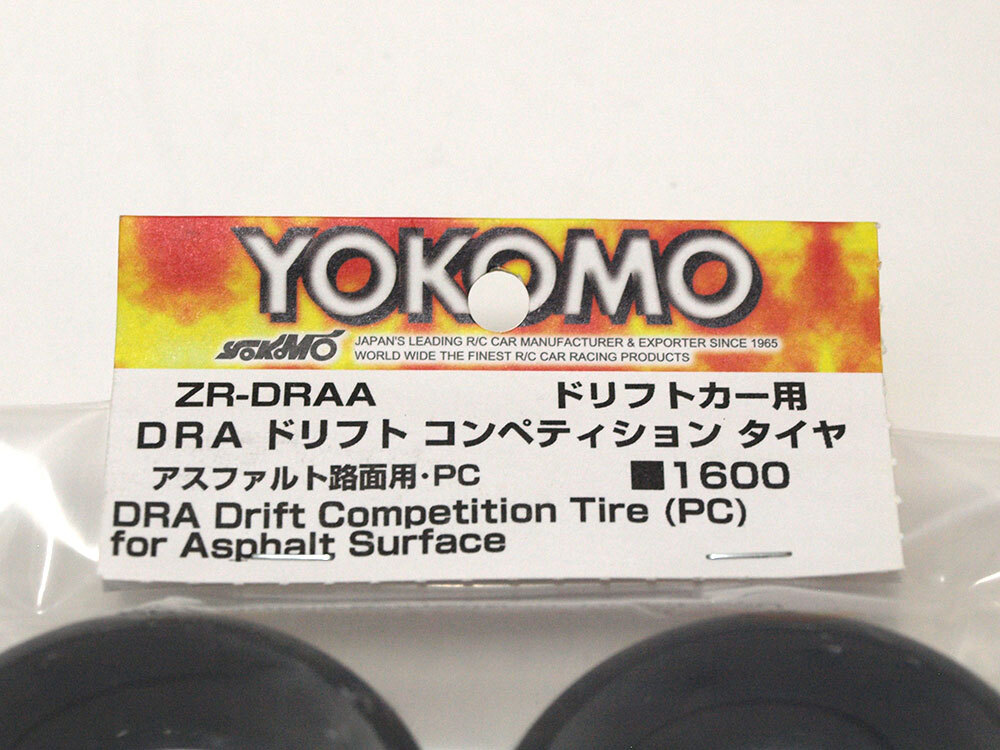 YOKOMO
YOKOMO JAPAN'S LEADING R/C CAR MANUFACTURER & EXPORTER SINCE 1965
WORLD WIDE THE FINEST R/C CAR RACING PRODUCTS
ZR-DRAA ドリフトカー用
DRA ドリフト コンペティション タイヤ
アスファルト路面用・PC ■1600
DRA Drift Competition Tire (PC)
for Asphalt Surface